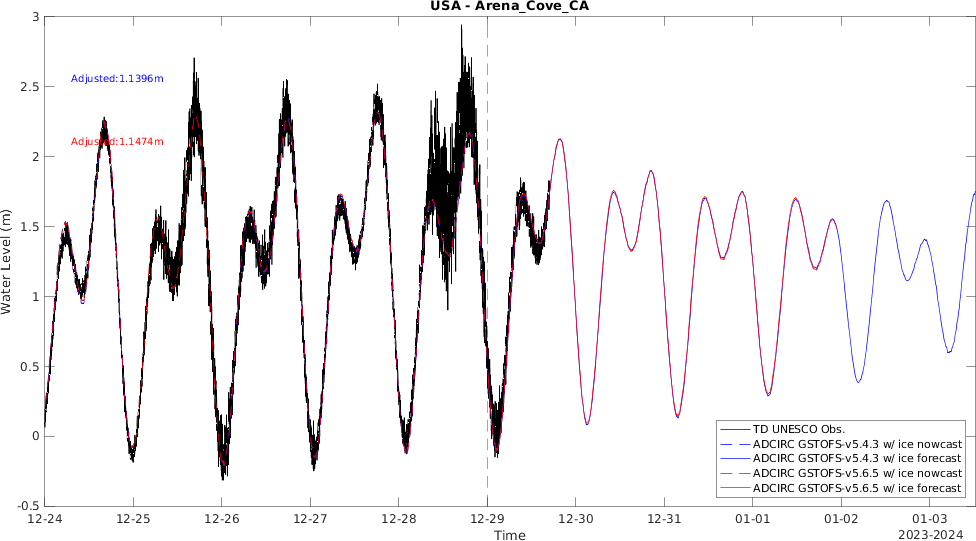 USA - Arena_Cove_CA
3
2.5
2
1.5
1
0.5
0
-0.5
Water Level (m)
Adjusted:1.1396m
Adjusted:1.1474m
TD UNESCO Obs.
ADCIRC GSTOFS-v5.4.3 w/ ice nowcast
ADCIRC GSTOFS-v5.4.3 w/ ice forecast
ADCIRC GSTOFS-v5.6.5 w/ ice nowcast
ADCIRC GSTOFS-v5.6.5 w/ ice forecast
12-24 12-25 12-26 12-27 12-28 12-29 12-30 12-31 01-01 01-02 01-03
Time
2023-2024